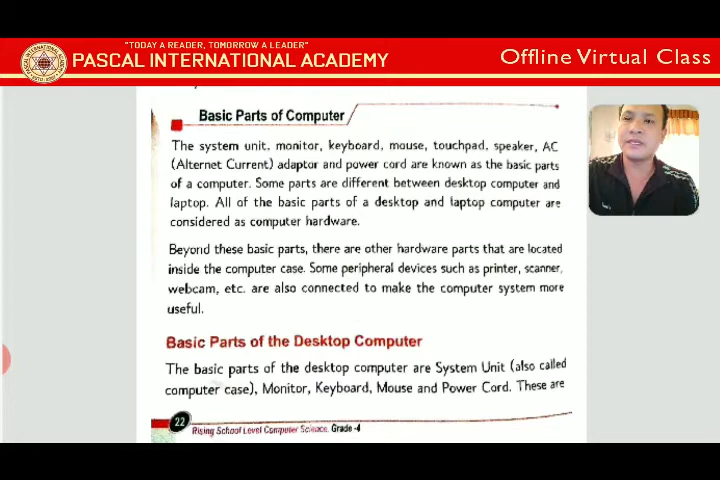 "TODAY A READER, TOMORROW A LEADER"
PASCAL INTERNATIONAL ACADEMY
Offline Virtual Class
Basic Parts of Computer
The system unit, monitor, keyboard, mouse, touchpad, speaker, AC
(Alternet Current) adaptor and power cord are known as the basic parts
of a computer. Some parts are different between desktop computer and
laptop. All of the basic parts of a desktop and laptop computer are
considered as computer hardware.
Beyond these basic parts, there are other hardware parts that are located
inside the computer case. Some peripheral devices such as printer, scanner,
webcam, etc. are also connected to make the computer system more
useful.
Basic Parts of the Desktop Computer
The basic parts of the desktop computer are System Unit (also called
computer case), Monitor, Keyboard, Mouse and Power Cord. These are
22
Rising School Level Computer Science, Grade -4